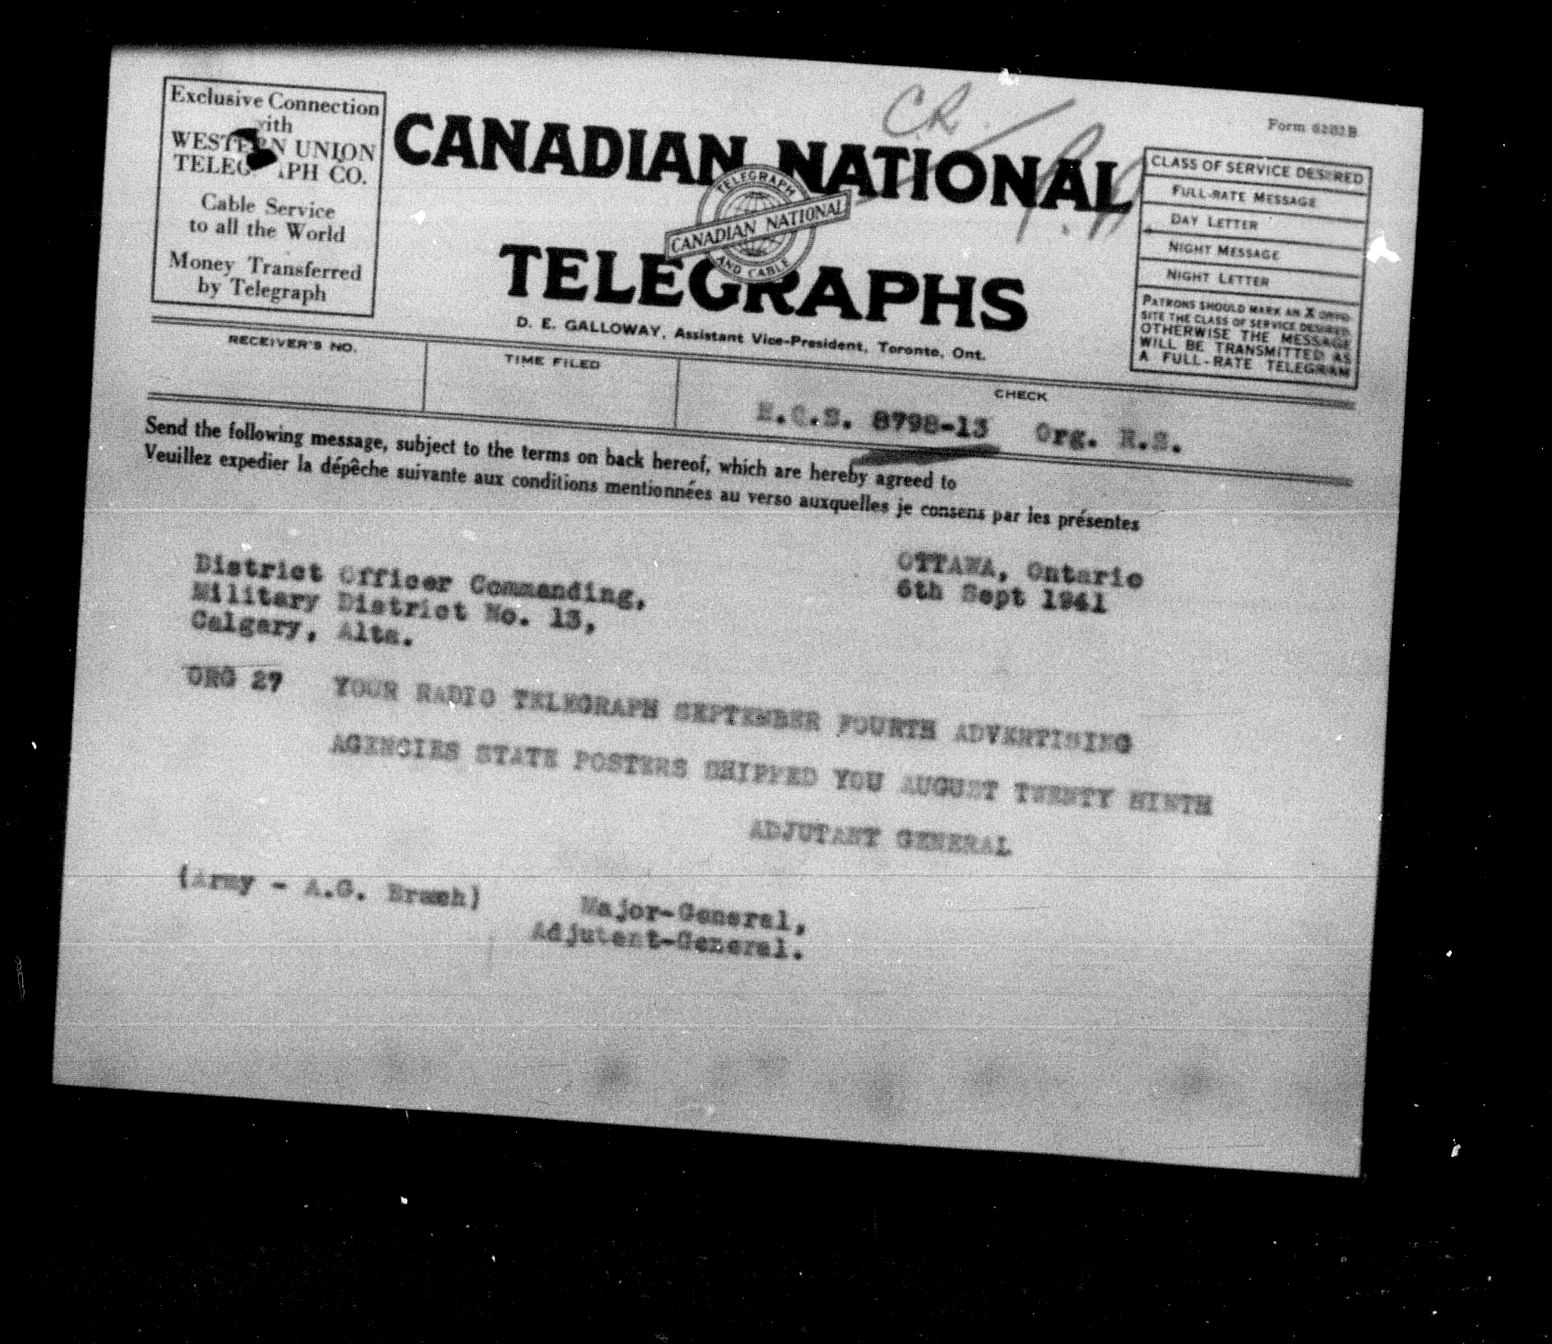 Exclusive Connection
with
WESTERN UNION
TELEGRAPH CO.
Cable Service
to all the World
Money Transferred
by Telegraph
CANADIAN NATIONAL
TELEGRAPH
CANADIAN NATIONAL
AND CABLE
TELEGRAPHS
D. E. GALLOWAY, Assistant Vice-President, Toronto, Ont.
CR.
Form 6102B
CLASS OF SERVICE DESIRED
FULL-RATE MESSAGE
DAY LETTER
NIGHT MESSAGE
NIGHT LETTER
PATRONS SHOULD MARK AN X OPPO-
SITE THE CLASS OF SERVICE DESIRED,
OTHERWISE THE MESSAGE
WILL BE TRANSMITTED AS
A FULL-RATE TELEGRAM
RECEIVER'S NO.
TIME FILED
CHECK
H.Q.S. 8798-13 Org. R.S.
Send the following message, subject to the terms on back hereof, which are hereby agreed to
Veuillez expedier la dépêche suivante aux conditions mentionnées au verso auxquelles je consens par les présentes
OTTAWA, Ontario
6th Sept 1941
District Officer Commanding,
Military District No. 13,
Calgary, Alta.
ORG 27 YOUR RADIO TELEGRAPH SEPTEMBER FOURTH ADVERTISING
AGENCIES STATE POSTERS SHIPPED YOU AUGUST TWENTY NINTH
ADJUTANT GENERAL
(Army - A.G. Branch)
Major-General,
Adjutant-General.